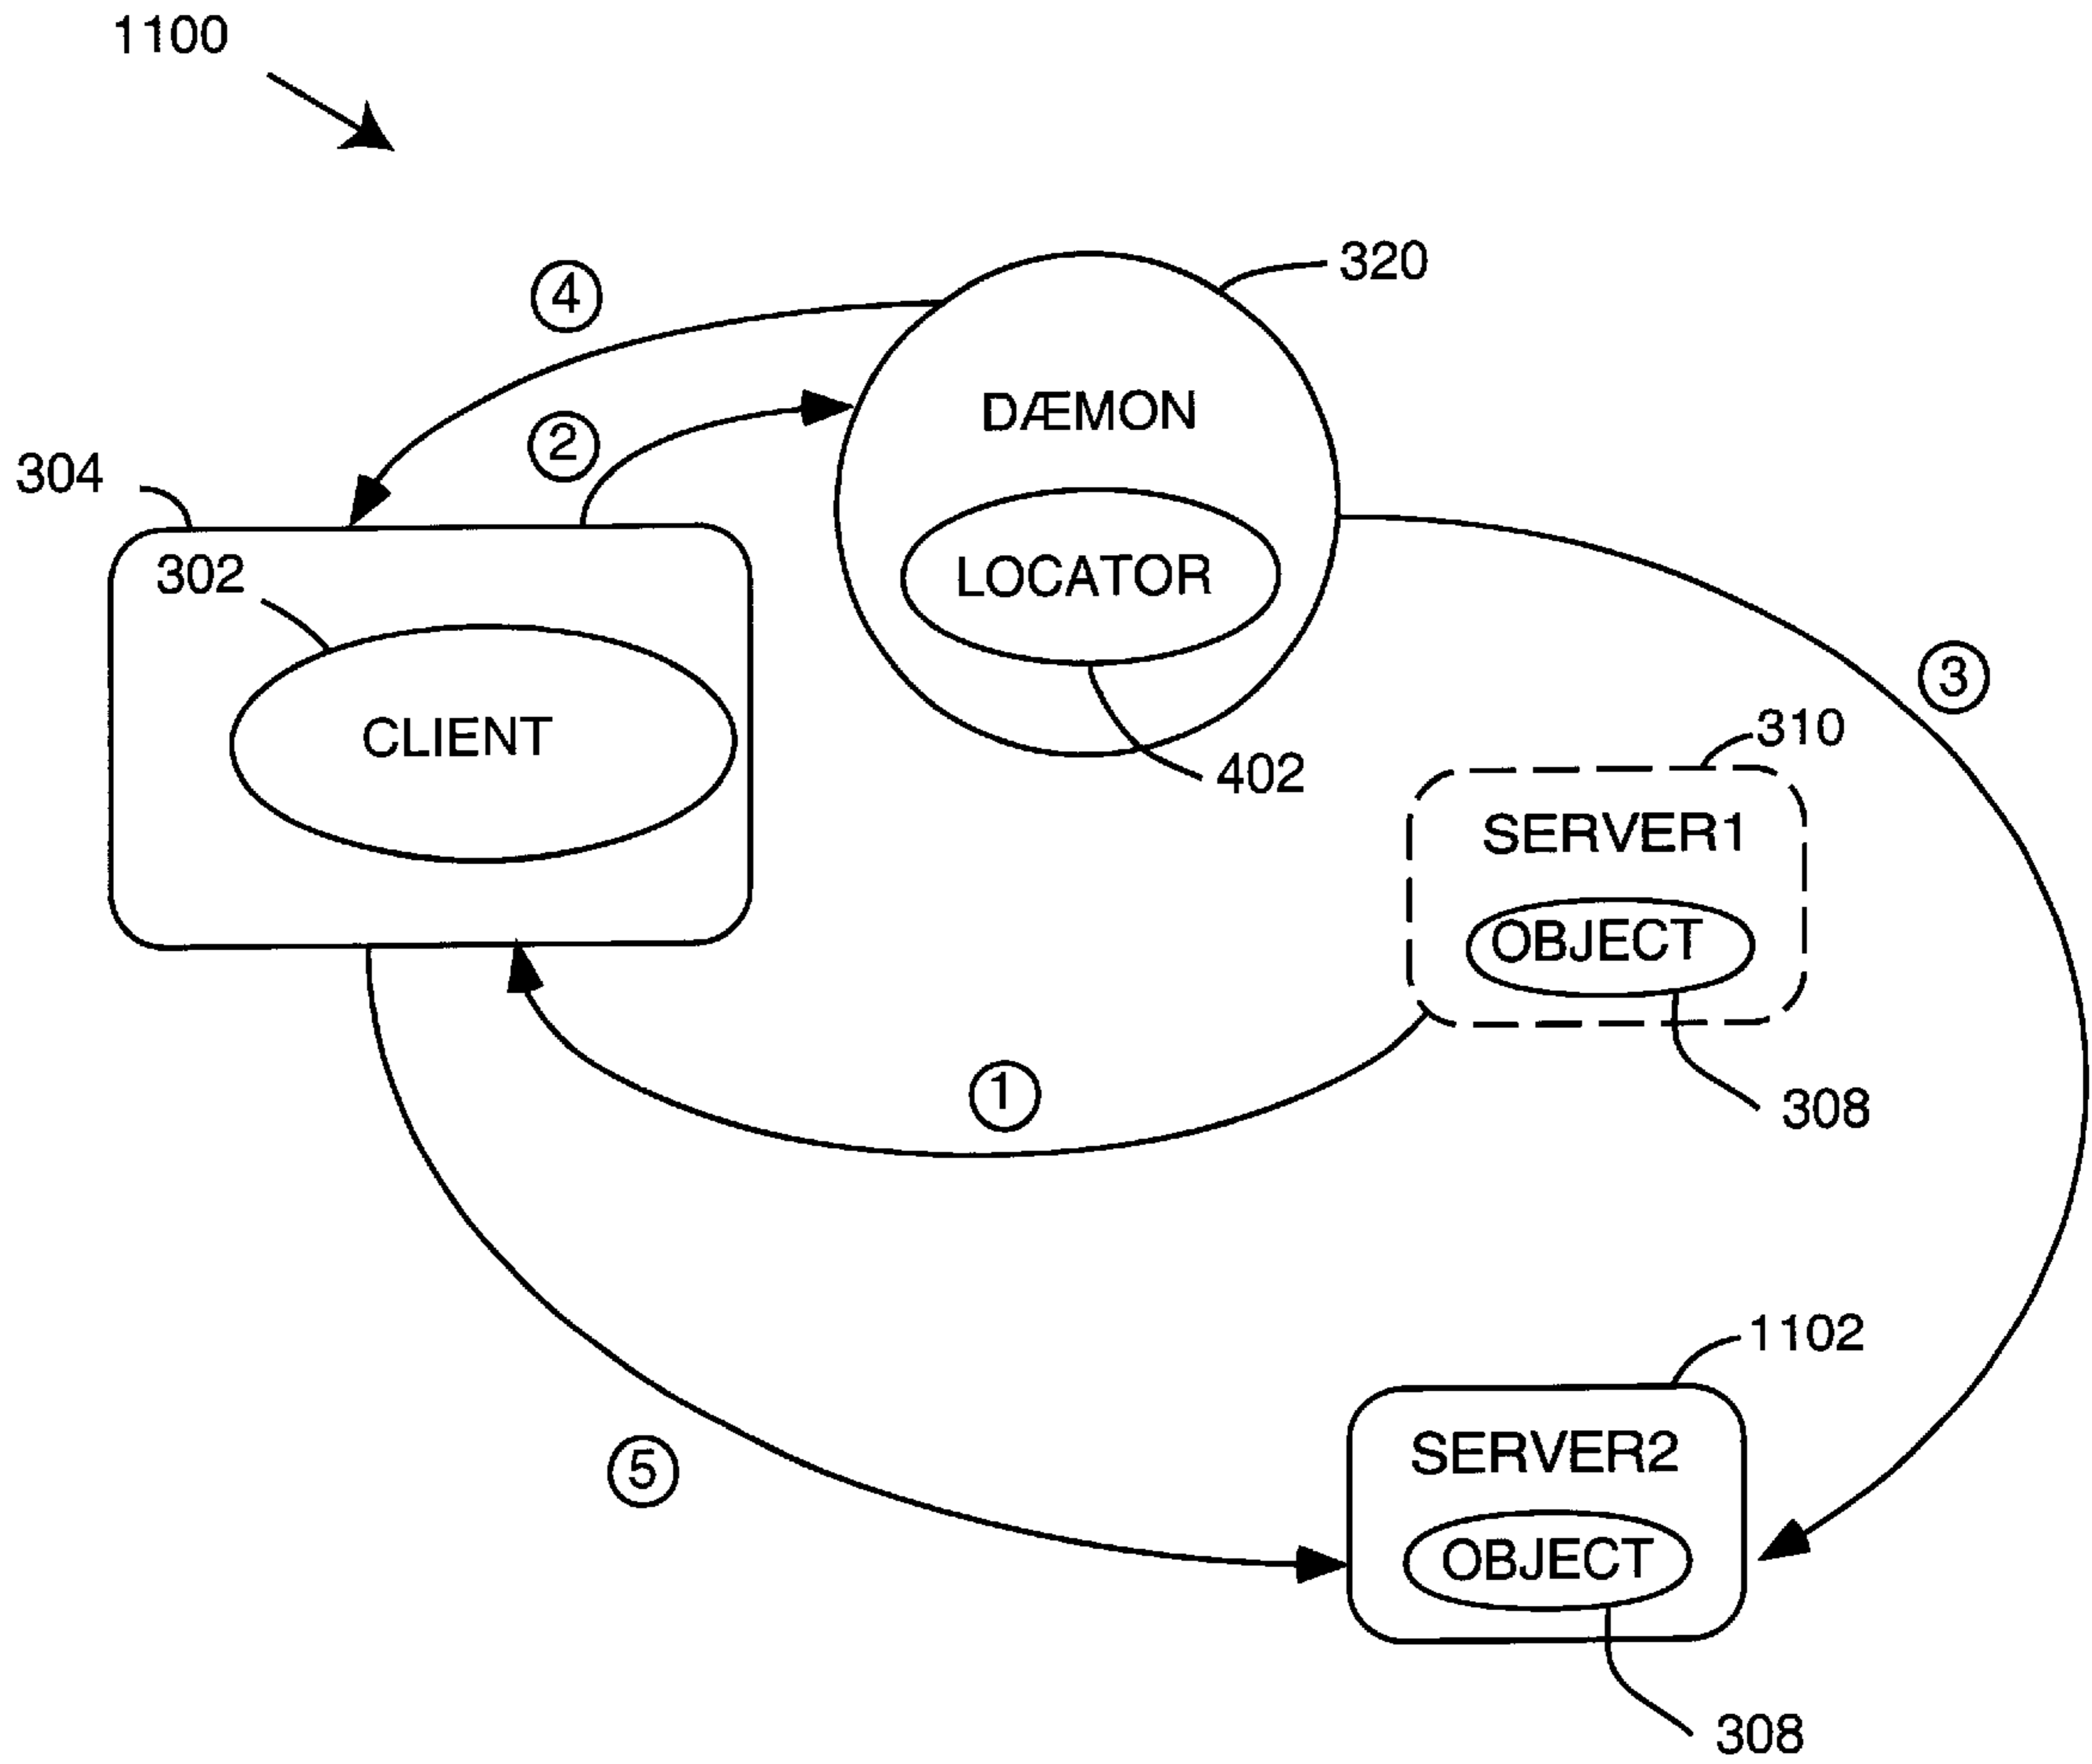 1100
320
4
DÆMON
2
304
LOCATOR
302
3
310
CLIENT
402
SERVER1
OBJECT
1
308
1102
SERVER2
5
OBJECT
308